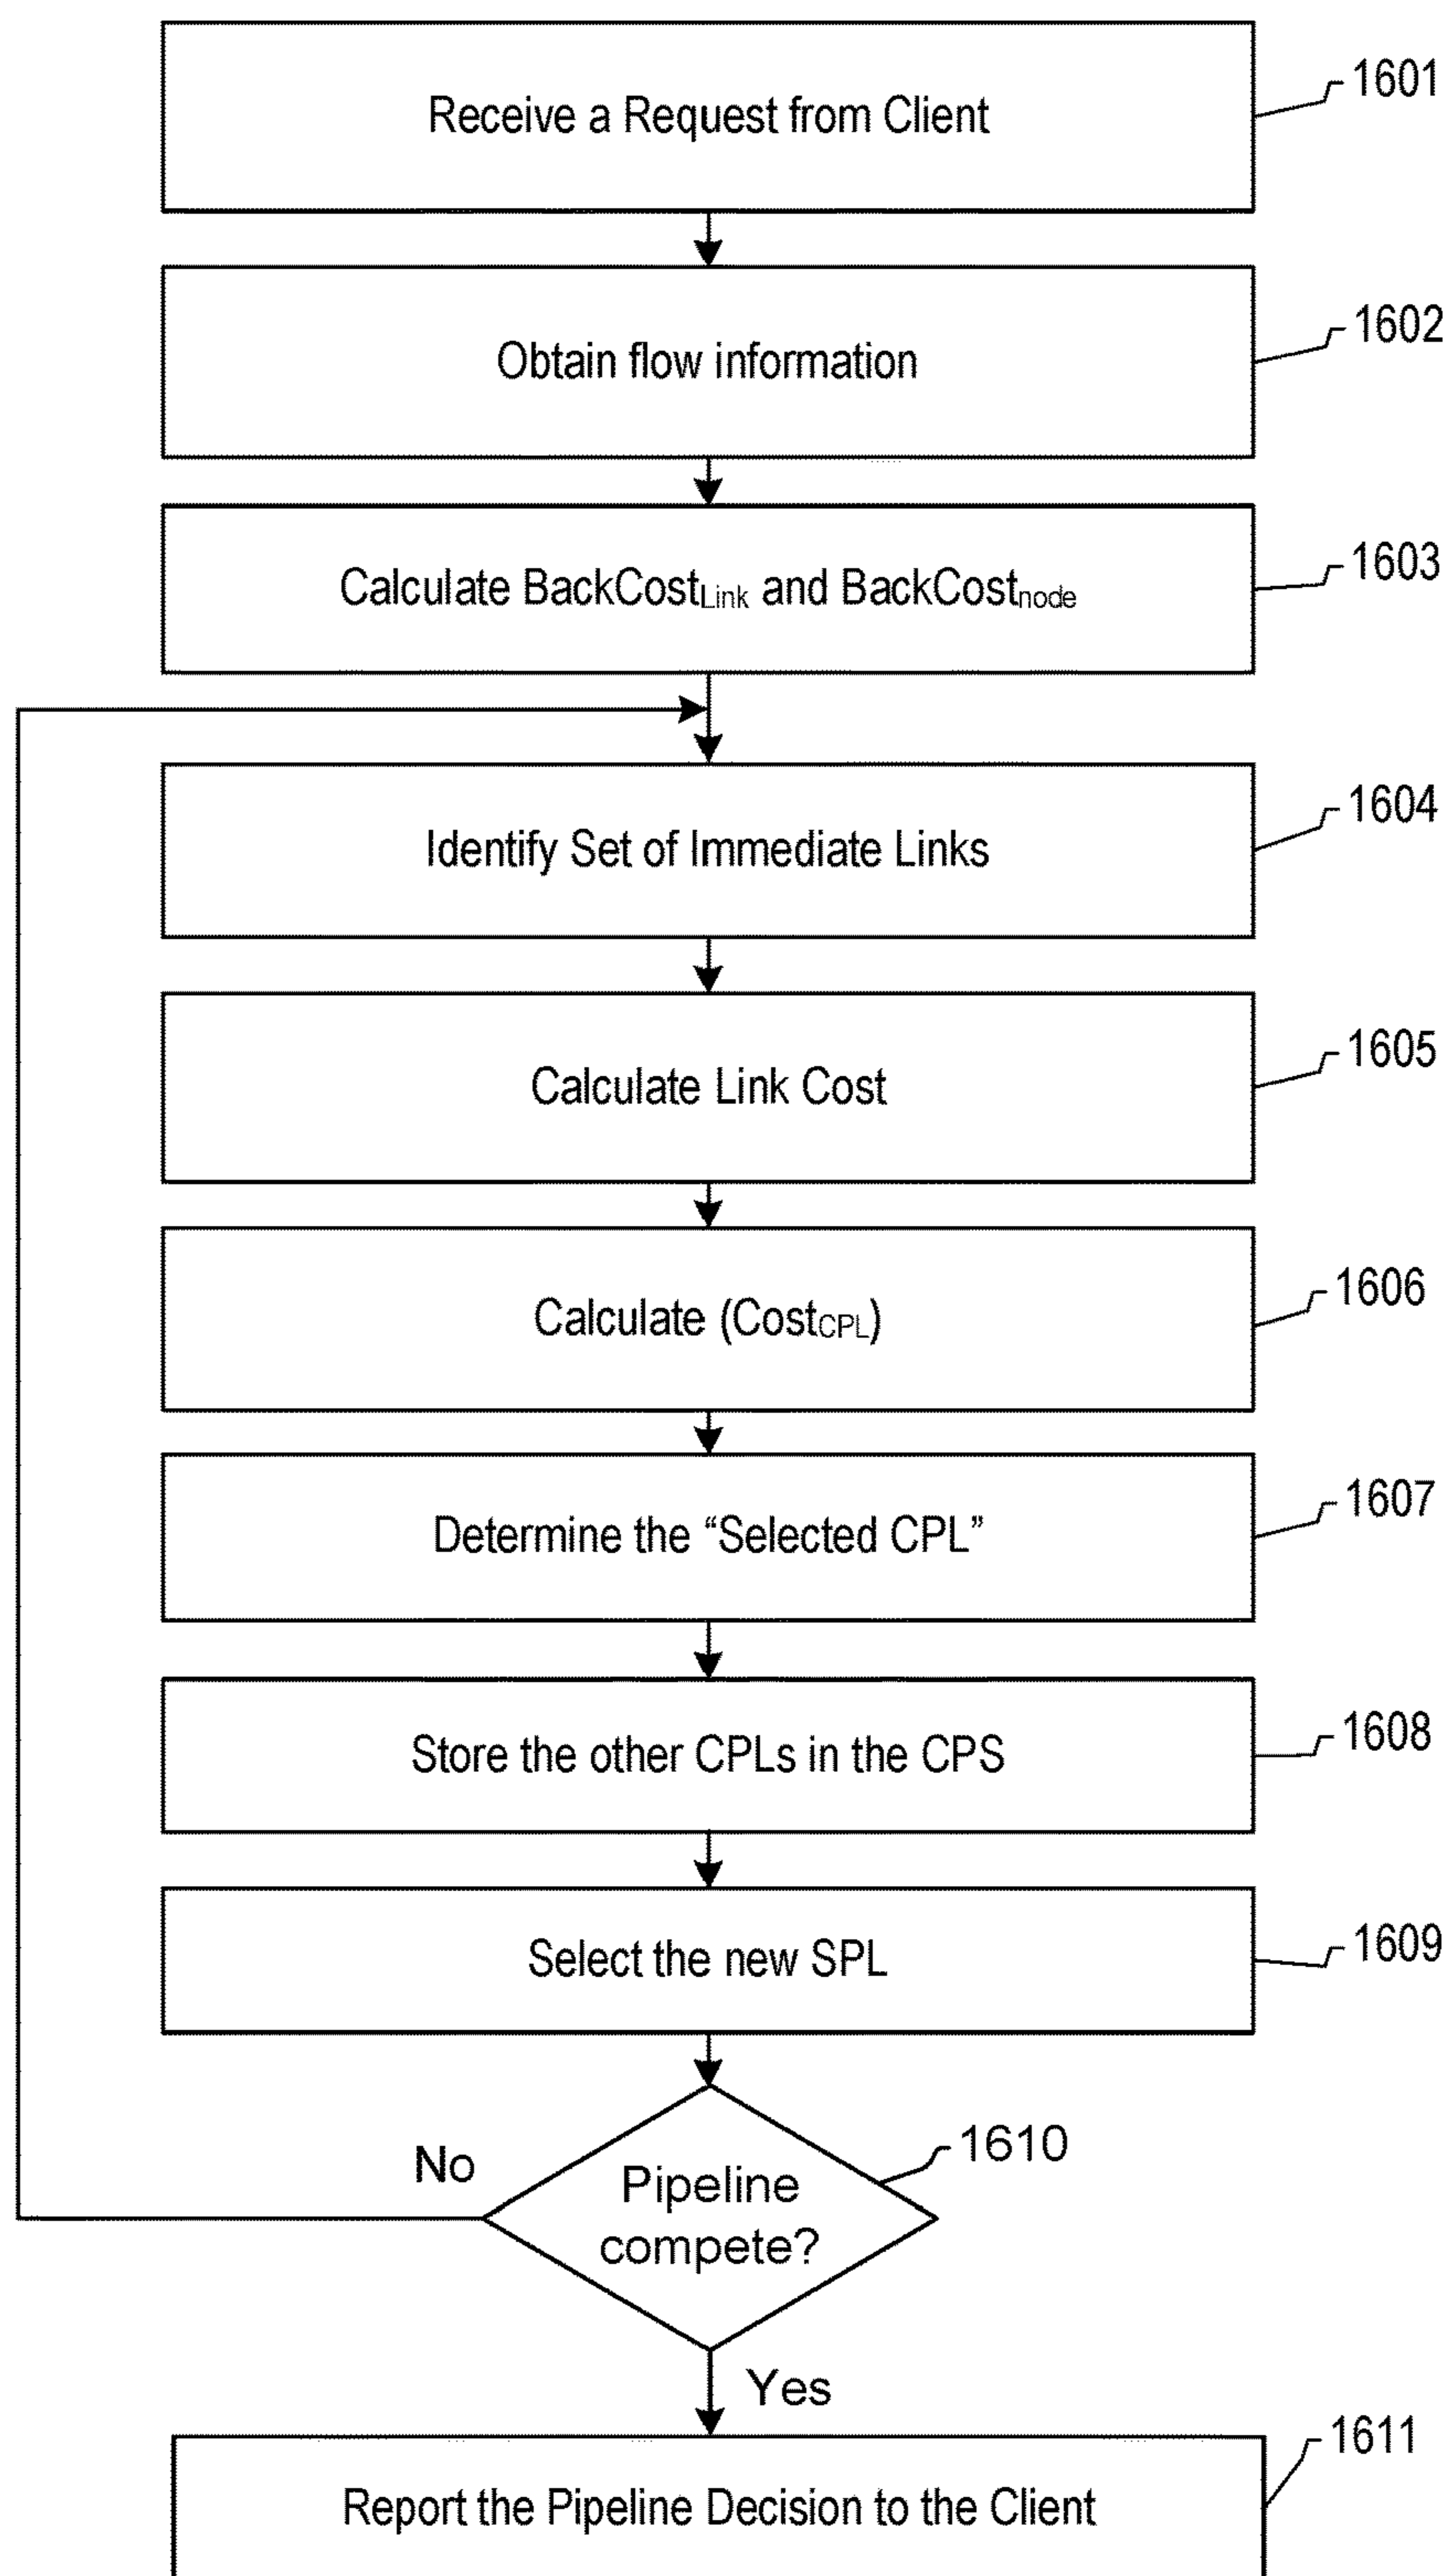 Receive a Request from Client
1601
Obtain flow information
1602
Calculate BackCostLink and BackCostnode
1603
Identify Set of Immediate Links
1604
Calculate Link Cost
1605
Calculate (CostCPL)
1606
Determine the “Selected CPL”
1607
Store the other CPLs in the CPS
1608
Select the new SPL
1609
No
1610
Pipeline
compete?
Yes
1611
Report the Pipeline Decision to the Client